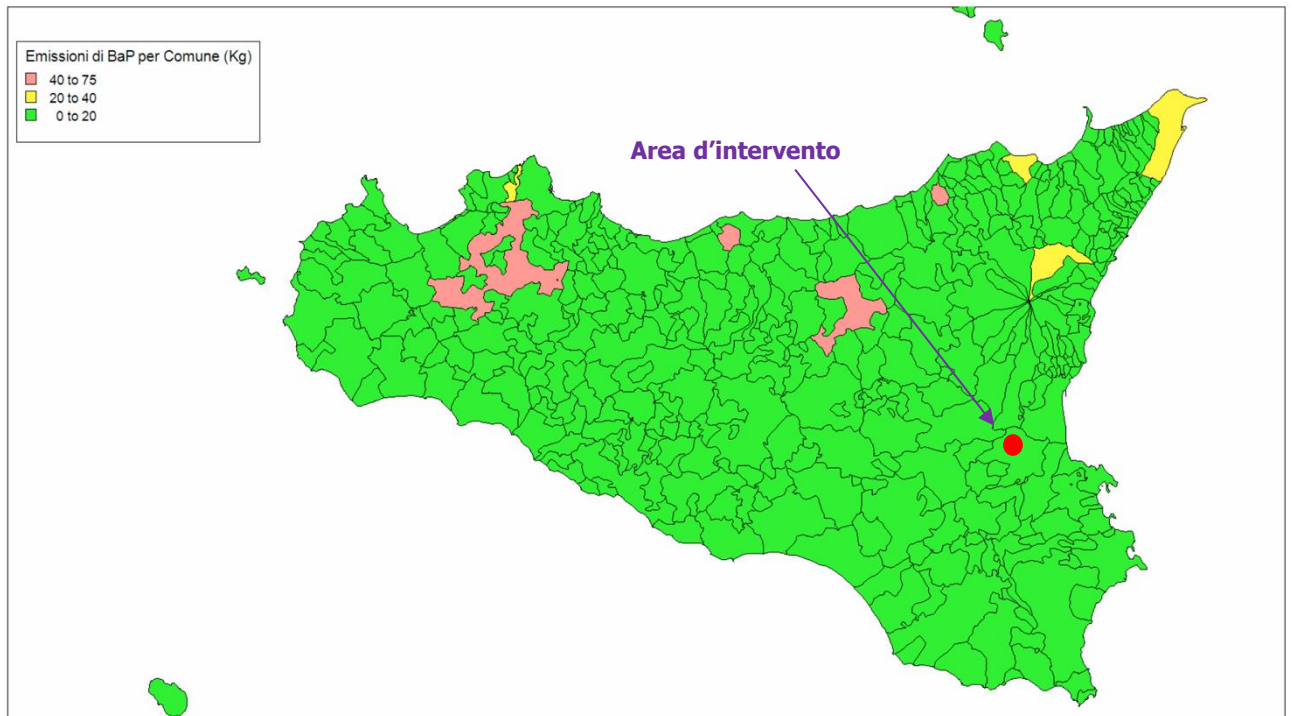 Emissioni di BaP per Comune (Kg)
40 to 75
20 to 40
0 to 20
Area d’intervento